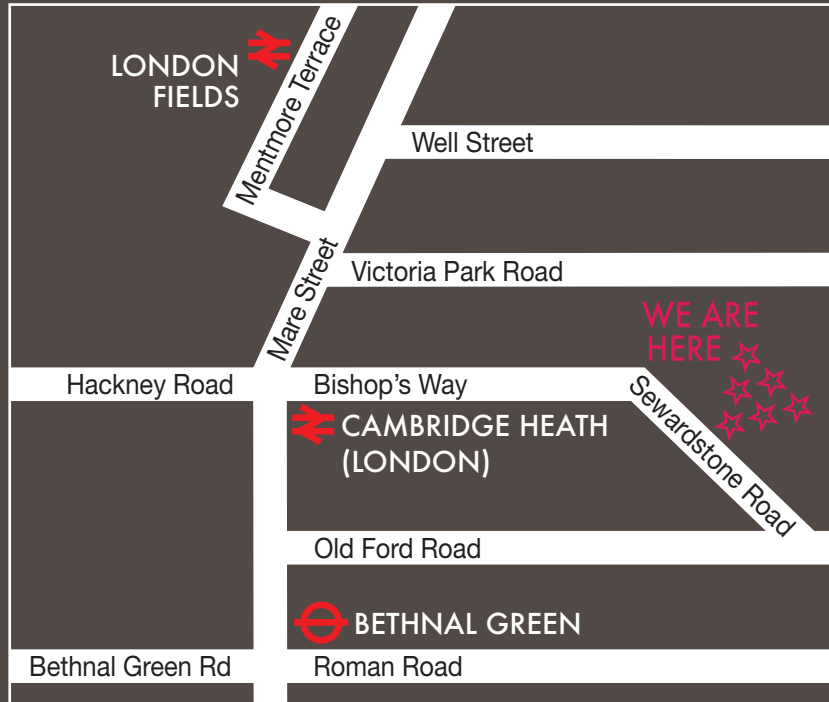 LONDON
FIELDS
Mentmore Terrace
Well Street
Mare Street
Victoria Park Road
WE ARE
HERE
Hackney Road
Bishop's Way
Sewardstone Road
CAMBRIDGE HEATH
(LONDON)
Old Ford Road
BETHNAL GREEN
Bethnal Green Rd
Roman Road